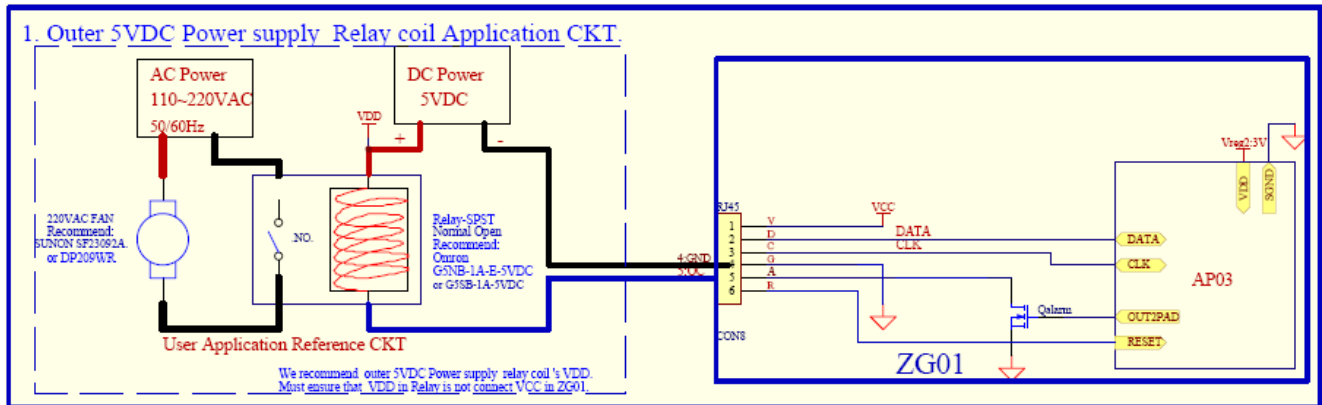 1. Outer 5VDC Power supply Relay coil Application CKT.
AC Power
110~220VAC
50/60Hz
DC Power
5VDC
VDD
+
-
220VAC FAN
Recommend:
SUNON SF23092A.
or DP209WR
.NO.
Relay-SPST
Normal Open
Recommend:
Omron
G5NB-1A-E-5VDC
or G5SB-1A-5VDC
User Application Reference CKT
We recommend outer 5VDC Power supply relay coil 's VDD.
Must ensure that VDD in Relay is not connect VCC in ZG01.
4:GND
5:OC
RJ45
1
2
3
4
5
6
CON8
V
D
C
G
A
R
VCC
DATA
CLK
Qalarm
Vreg2:3V
VDD
SGND
DATA
CLK
AP03
OUT2PAD
RESET
ZG01